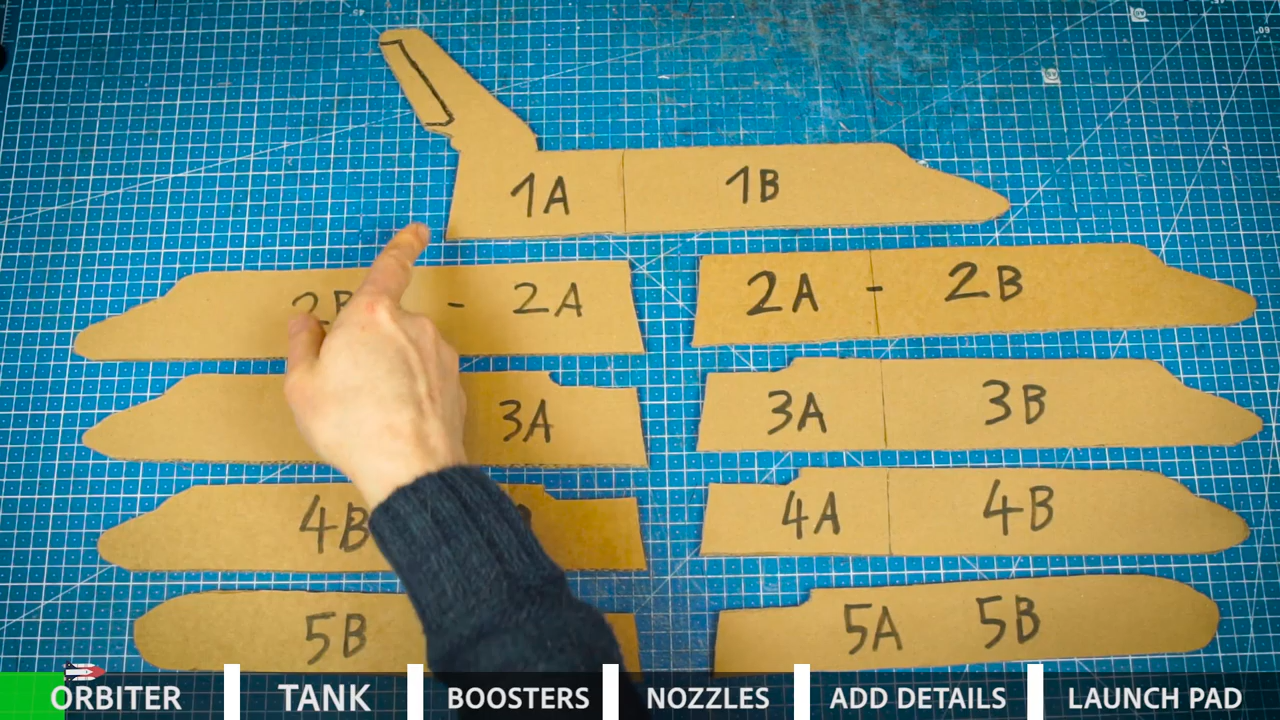 1A 1B
2B - 2A
2A - 2B
3A
3A 3B
4B
4A 4B
5B
5A 5B
ORBITER TANK BOOSTERS NOZZLES ADD DETAILS LAUNCH PAD